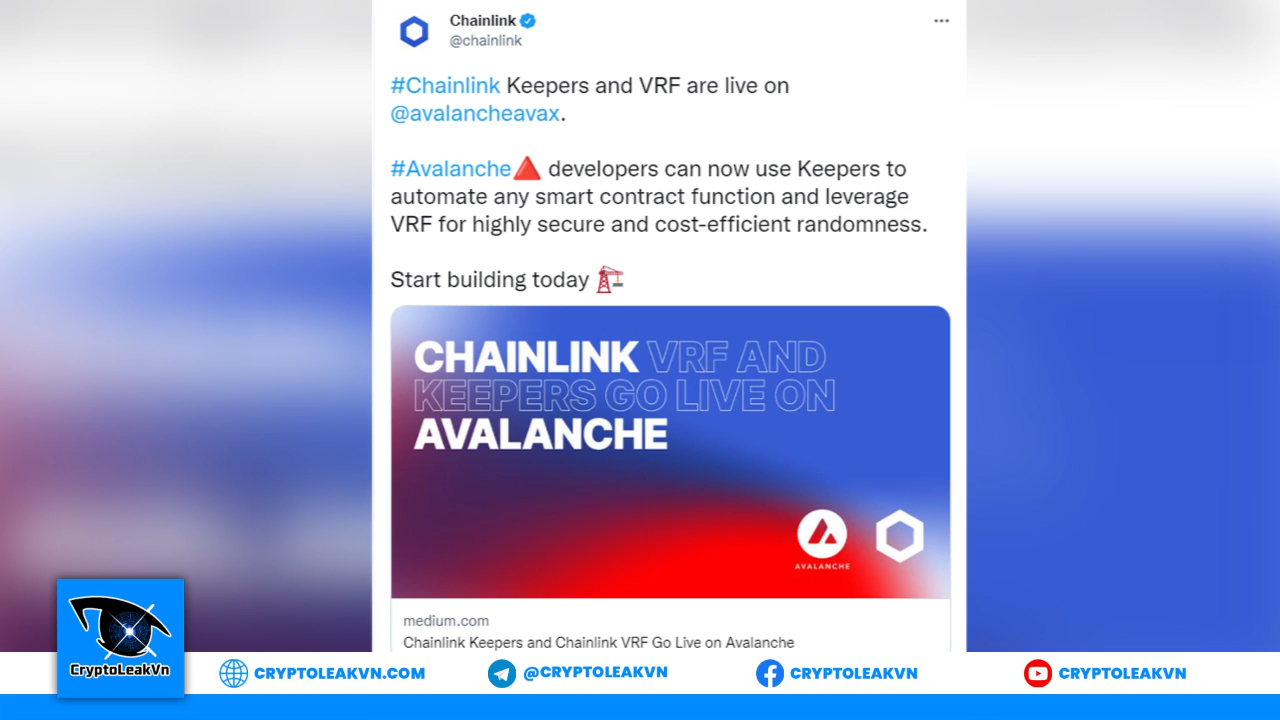 Chainlink
@chainlink
#Chainlink Keepers and VRF are live on
@avalancheavax.
#Avalanche🔺 developers can now use Keepers to
automate any smart contract function and leverage
VRF for highly secure and cost-efficient randomness.
Start building today 🏗️
CHAINLINK VRF AND
KEEPERS GO LIVE ON
AVALANCHE
AVALANCHE
medium.com
Chainlink Keepers and Chainlink VRF Go Live on Avalanche
CryptoLeakVn
CRYPTOLEAKVN.COM
@CRYPTOLEAKVN
CRYPTOLEAKVN
CRYPTOLEAKVN